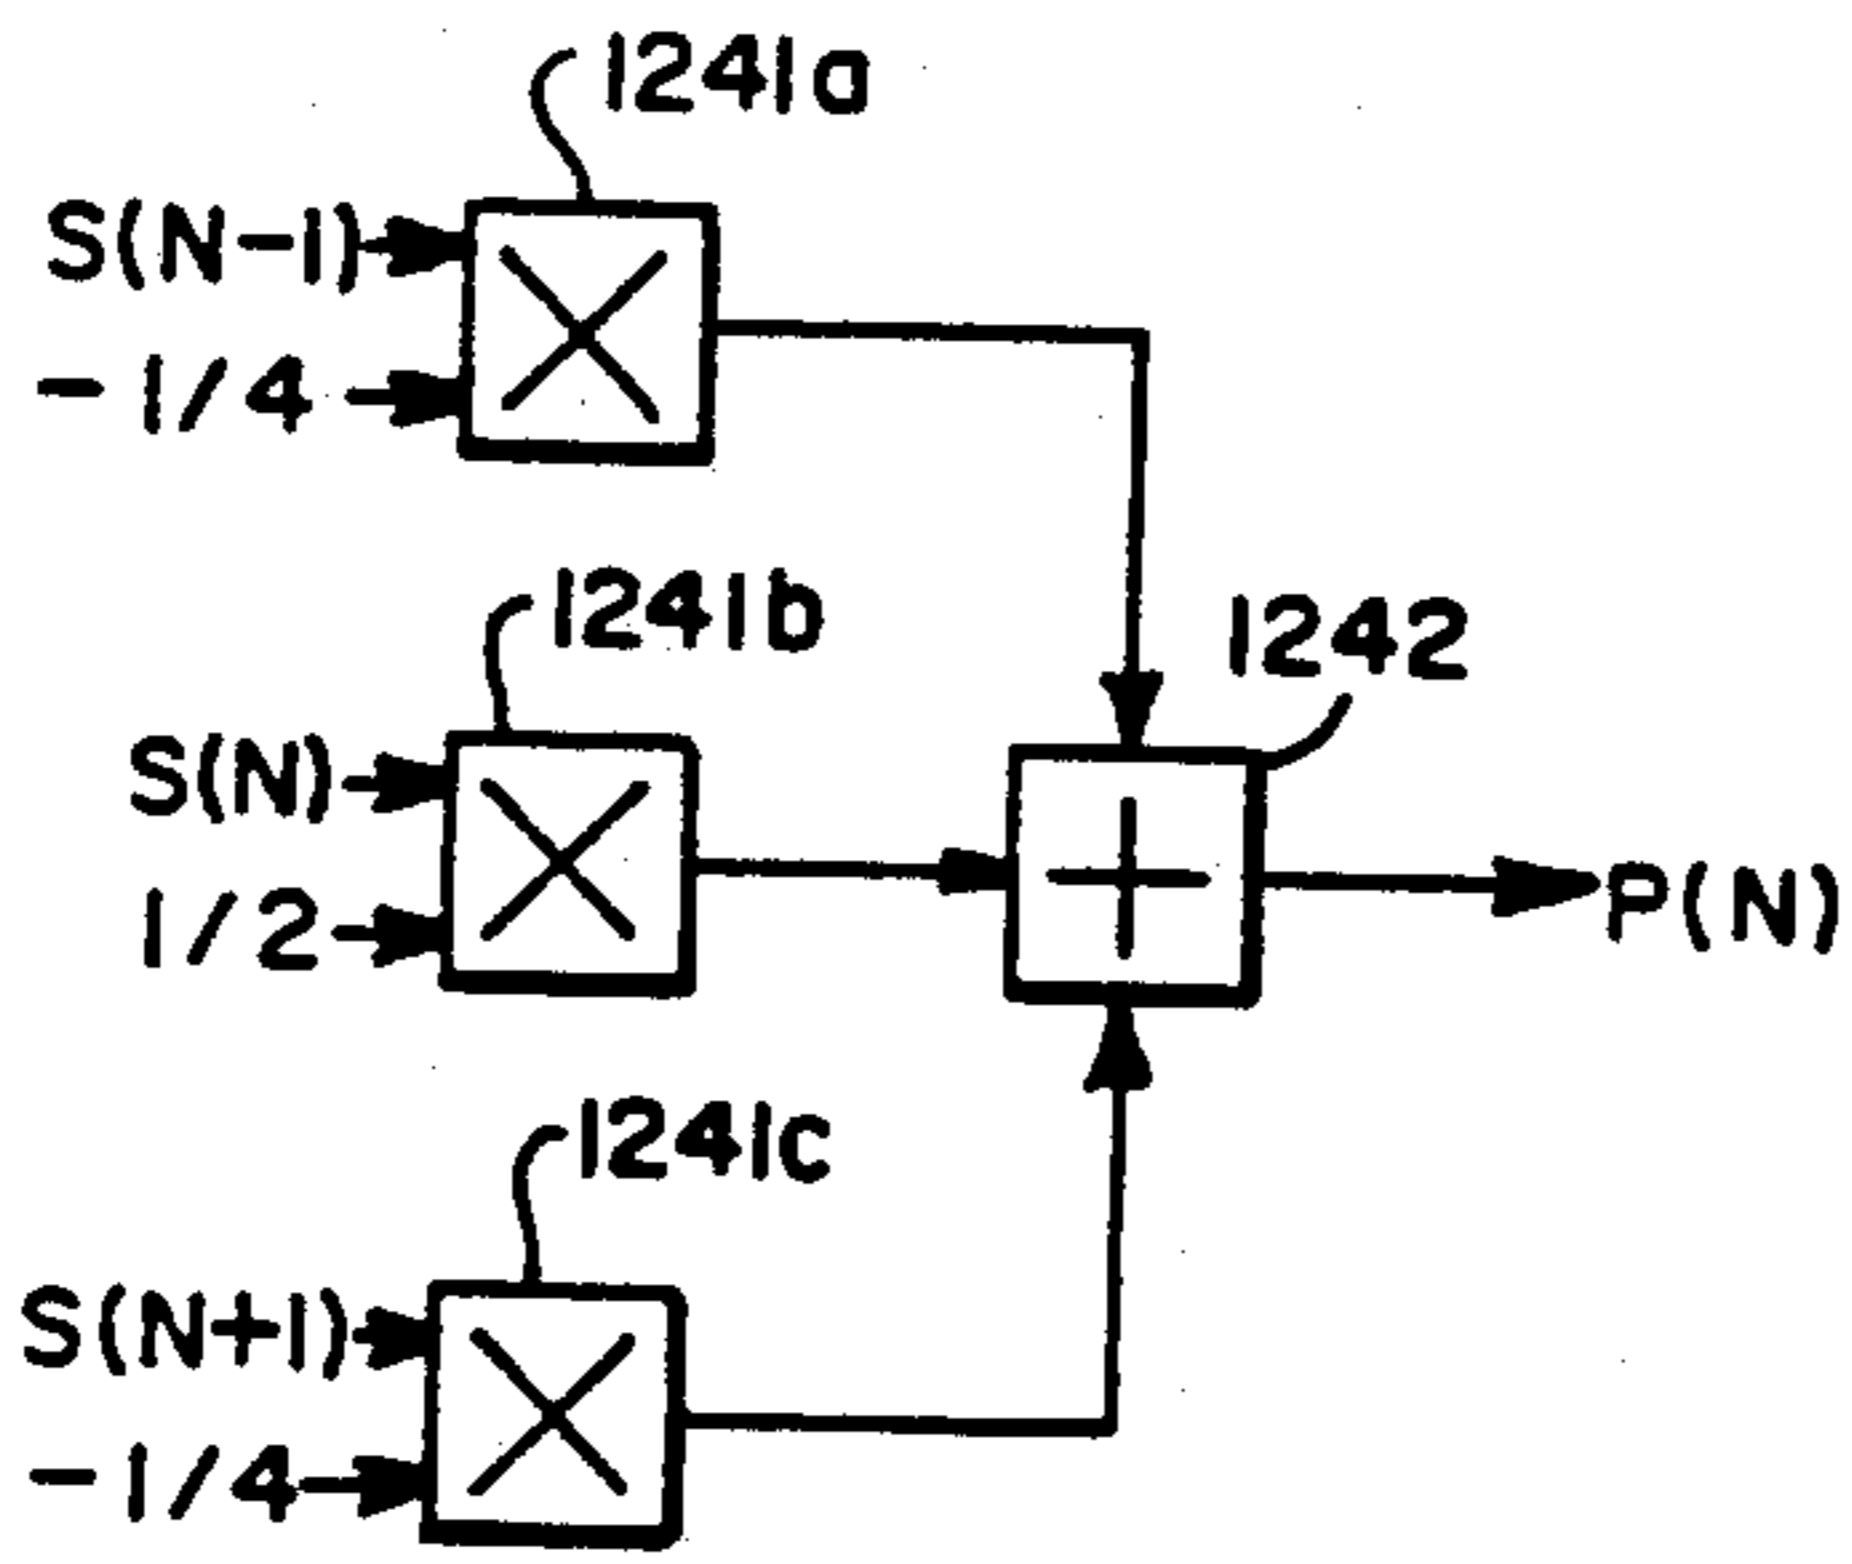 1241a
S(N-1)
- 1/4
1241b
1242
S(N)
1/2
P(N)
1241c
S(N+1)
- 1/4